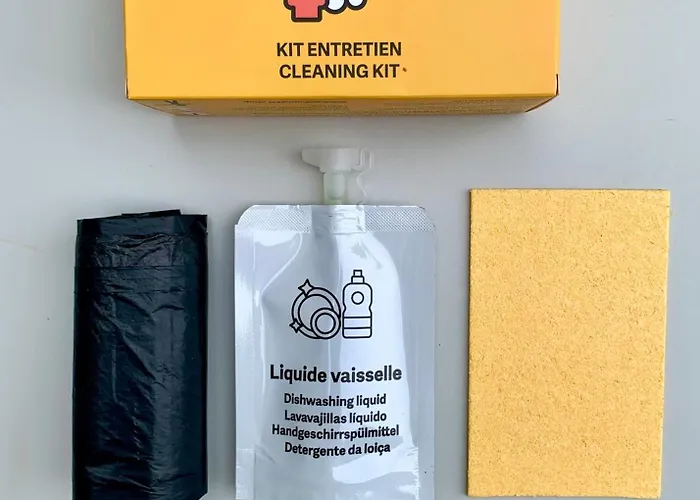 KIT ENTRETIEN
CLEANING KIT
Liquide vaisselle
Dishwashing liquid
Lavavajillas líquido
Handgeschirrspülmittel
Detergente da loiça